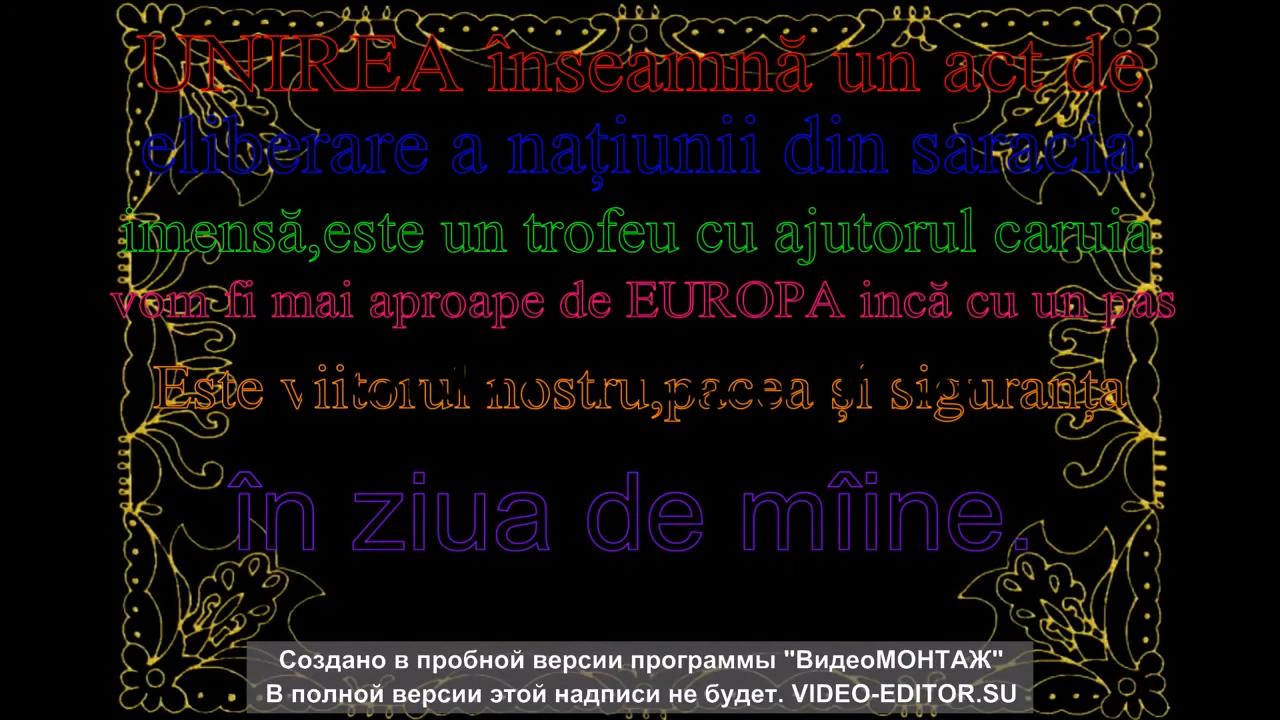 UNIREA înseamnă un act de
eliberare a națiunii din saracia
imensă,este un trofeu cu ajutorul caruia
vom fi mai aproape de EUROPA incă cu un pas
Este viitorul nostru,pacea și siguranța
în ziua de mîine.
Создано в пробной версии программы "ВидеоМОНТАЖ"
В полной версии этой надписи не будет. VIDEO-EDITOR.SU